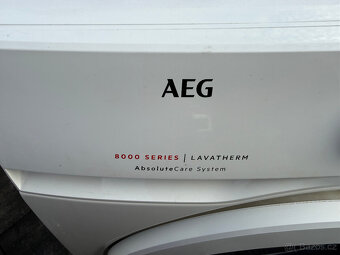 AEG
8000 SERIES | LAVATHERM
AbsoluteCare System